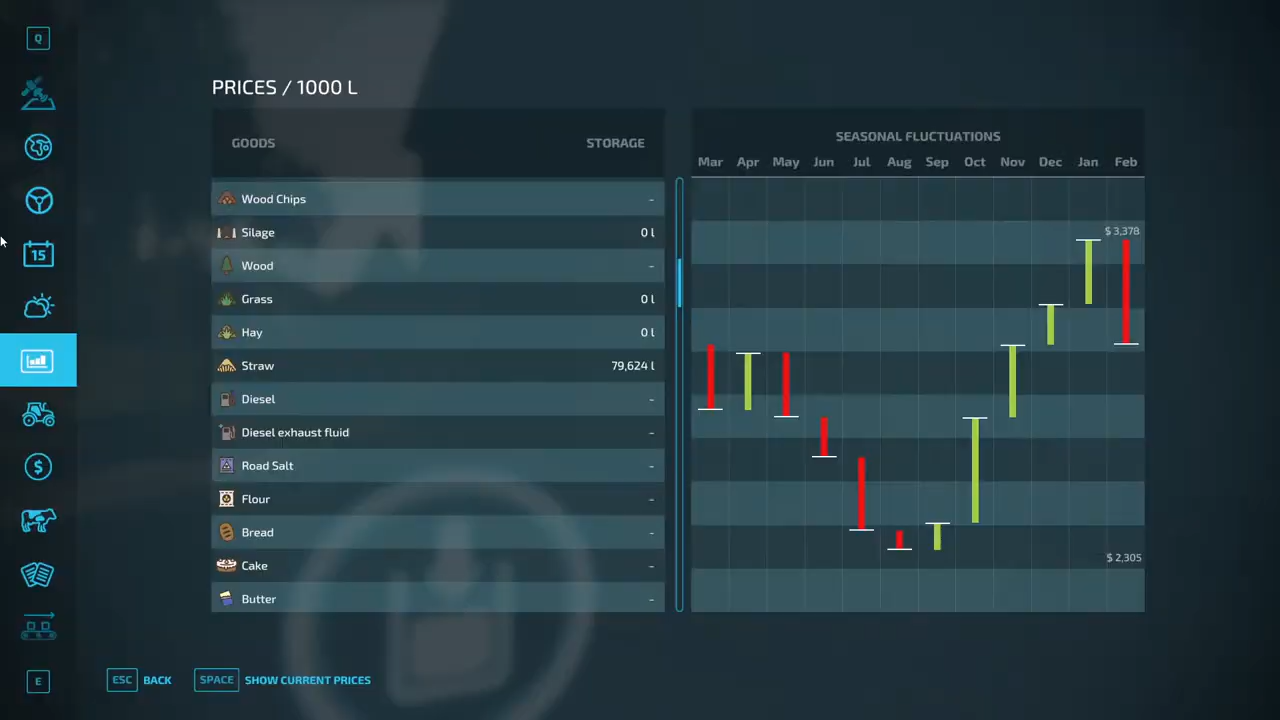 Q
PRICES / 1000 L
GOODS STORAGE
SEASONAL FLUCTUATIONS
Mar Apr May Jun Jul Aug Sep Oct Nov Dec Jan Feb
Wood Chips -
Silage 0 l
Wood -
Grass 0 l
Hay 0 l
Straw 79,624 l
Diesel -
Diesel exhaust fluid -
Road Salt -
Flour -
Bread -
Cake -
Butter -
$ 3,378
$ 2,305
15
$
E
ESC BACK SPACE SHOW CURRENT PRICES